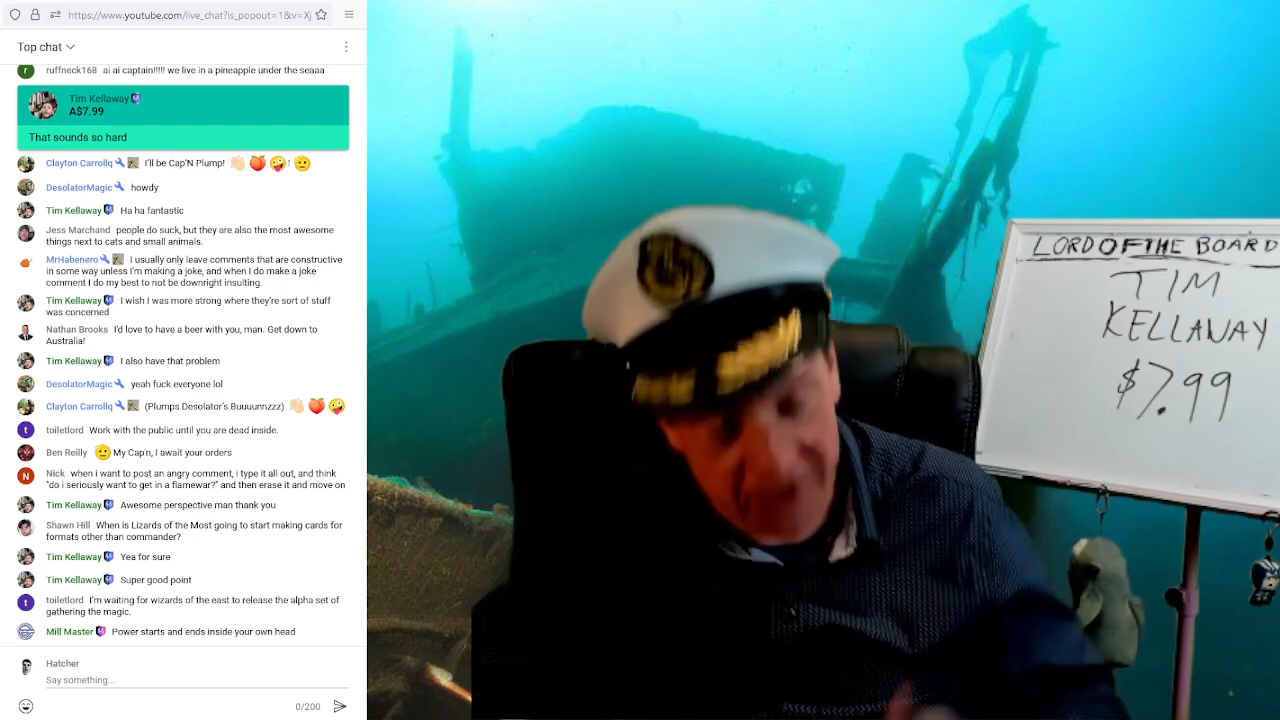 https://www.youtube.com/live_chat?is_popout=1&v=Xj
Top chat
r
ruffneck168 ai ai captain!!!!! we live in a pineapple under the seaaa
Tim Kellaway
A$7.99
That sounds so hard
Clayton Carrollq I'll be Cap'N Plump! 👋🏻🍑🤪!🫡
DesolatorMagic howdy
Tim Kellaway Ha ha fantastic
Jess Marchand people do suck, but they are also the most awesome
things next to cats and small animals.
MrHabenero I usually only leave comments that are constructive
in some way unless I'm making a joke, and when I do make a joke
comment I do my best to not be downright insulting.
Tim Kellaway I wish I was more strong where they're sort of stuff
was concerned
Nathan Brooks I'd love to have a beer with you, man. Get down to
Australia!
Tim Kellaway I also have that problem
DesolatorMagic yeah fuck everyone lol
Clayton Carrollq (Plumps Desolator's Buuunnzzz) 👋🏻🍑🤪
t
toiletlord Work with the public until you are dead inside.
Ben Reilly 🫡 My Cap'n, I await your orders
N
Nick when i want to post an angry comment, i type it all out, and think
"do i seriously want to get in a flamewar?" and then erase it and move on
Tim Kellaway Awesome perspective man thank you
Shawn Hill When is Lizards of the Most going to start making cards for
formats other than commander?
Tim Kellaway Yea for sure
Tim Kellaway Super good point
t
toiletlord I'm waiting for wizards of the east to release the alpha set of
gathering the magic.
Mill Master Power starts and ends inside your own head
Hatcher
Say something...
0/200
LORD OF THE BOARD
TIM
KELLAWAY
$7.99